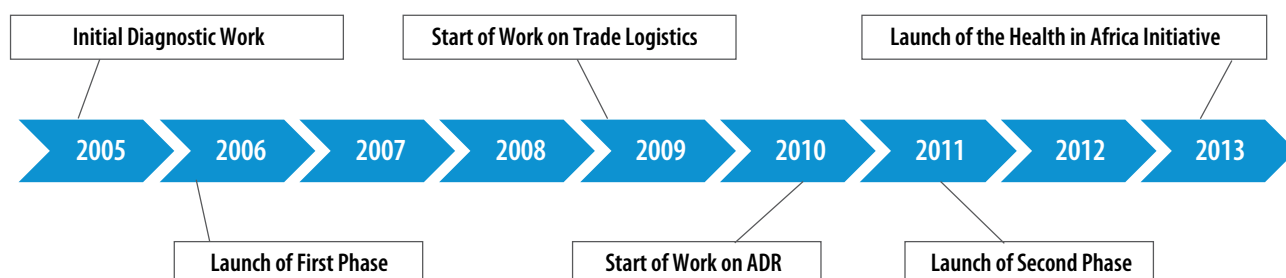 Initial Diagnostic Work
Start of Work on Trade Logistics
Launch of the Health in Africa Initiative
2005
2006
2007
2008
2009
2010
2011
2012
2013
Launch of First Phase
Start of Work on ADR
Launch of Second Phase